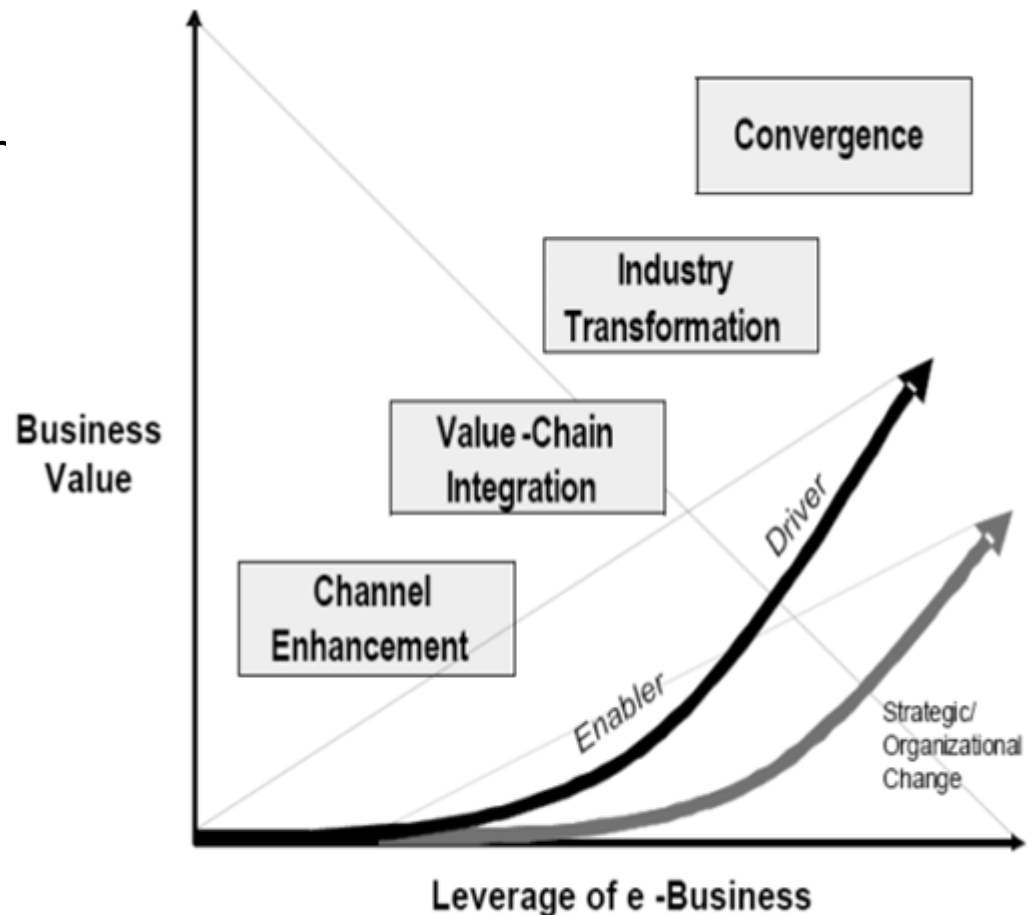 Convergence
Industry
Transformation
Business
Value
Value -Chain
Integration
Driver
Channel
Enhancement
Enabler
Strategic/
Organizational
Change
Leverage of e -Business